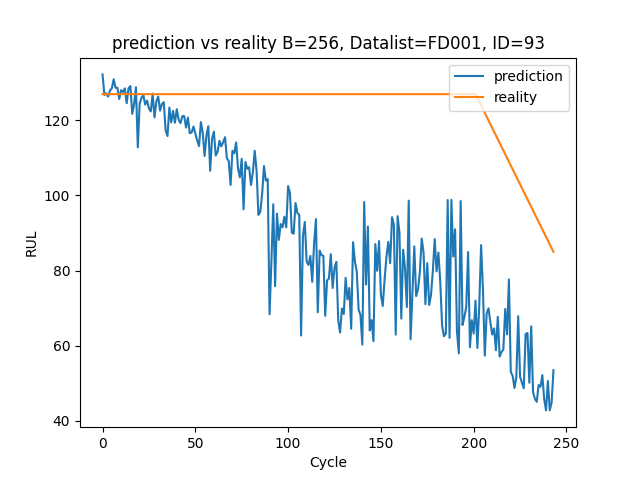 prediction vs reality B=256, Datalist=FD001, ID=93
prediction
reality
120
100
80
60
40
RUL
0 50 100 150 200 250
Cycle